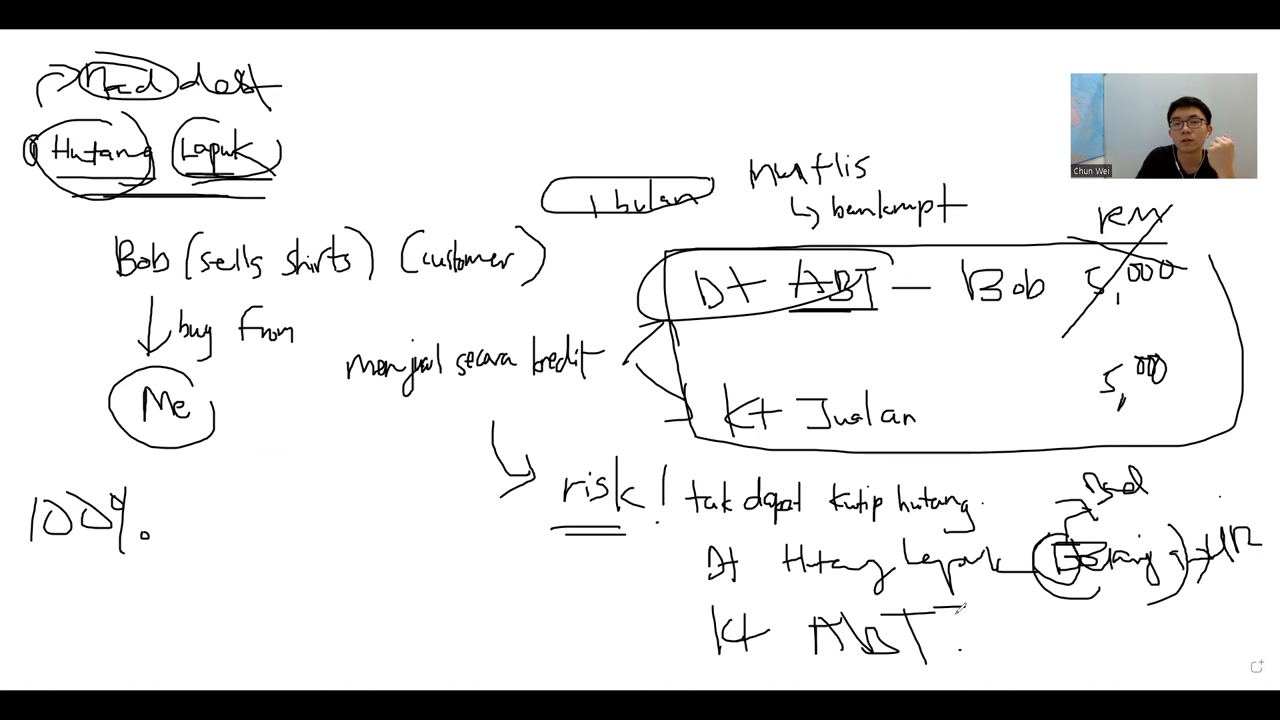 Bad debt
Hutang Lapuk
Chun Wei
1 bulan
muflis
↳ bankrupt
Bob (sells shirts) (customer)
RM
Dt ABT — Bob 5,000
↓ buy from
Me
menjual secara kredit
5,000
Kt Jualan
risk! tak dapat kutip hutang.
100%.
Dt Hutang Lapuk
Kt ABT